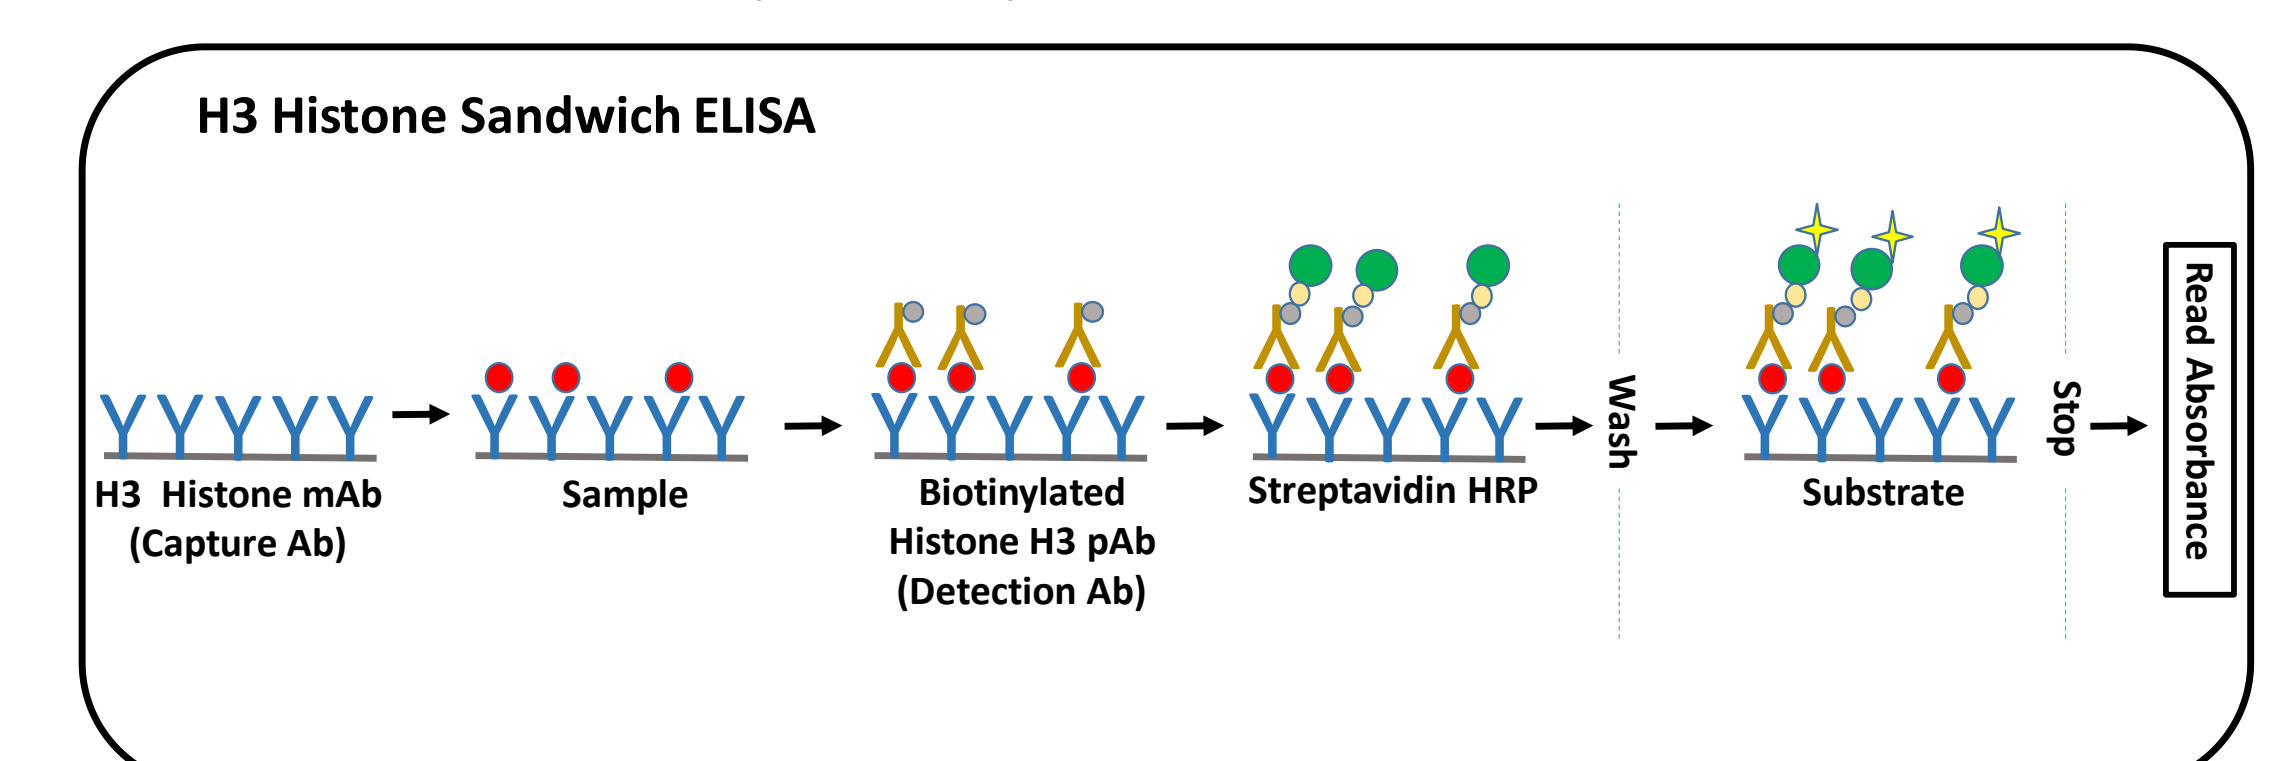 H3 Histone Sandwich ELISA
H3 Histone mAb
(Capture Ab)
Sample
Biotinylated
Histone H3 pAb
(Detection Ab)
Streptavidin HRP
Wash
Substrate
Stop
Read Absorbance